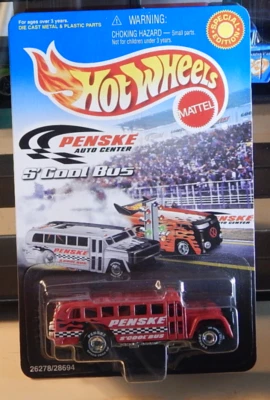 For ages over 3 years.
DIE CAST METAL & PLASTIC PARTS
⚠ WARNING:
CHOKING HAZARD — Small parts.
Not for children under 3 years.
SPECIAL EDITION
HOT WHEELS
MATTEL
PENSKE
AUTO CENTER
S'Cool Bus
PENSKE
PENSKE
S'COOL BUS
26278/28694